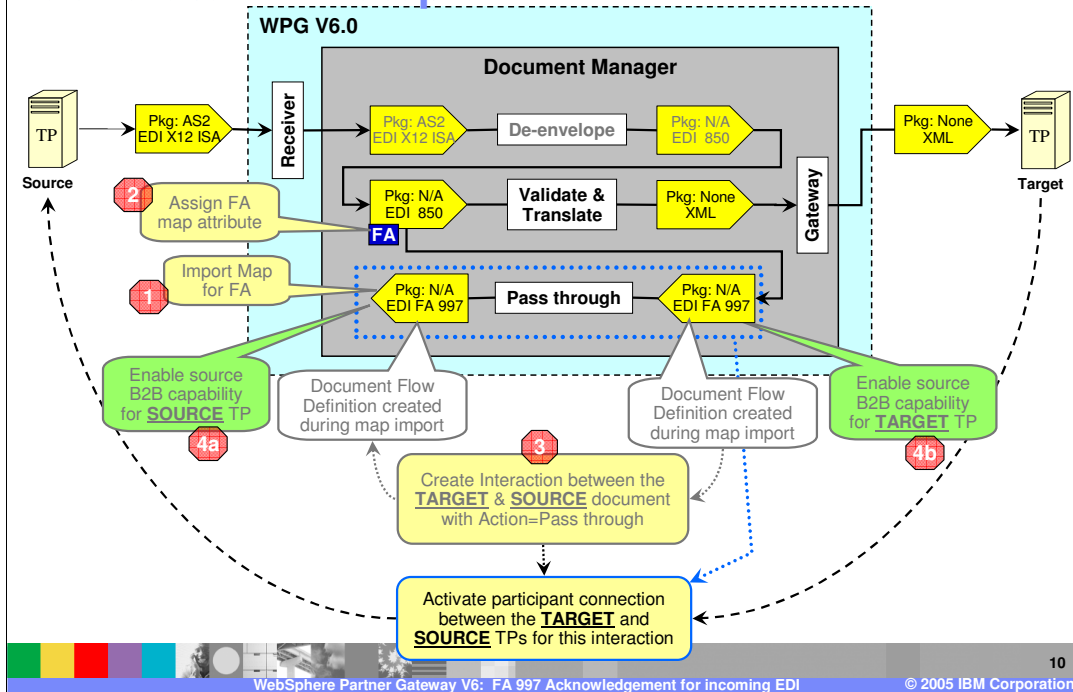 WPG V6.0
Document Manager
TP
Source
Pkg: AS2
EDI X12 ISA
Receiver
Pkg: AS2
EDI X12 ISA
De-envelope
Pkg: N/A
EDI 850
Pkg: None
XML
TP
Target
2
Assign FA
map attribute
Pkg: N/A
EDI 850
FA
Validate &
Translate
Pkg: None
XML
Gateway
1
Import Map
for FA
Pkg: N/A
EDI FA 997
Pass through
Pkg: N/A
EDI FA 997
Enable source
B2B capability
for SOURCE TP
4a
Document Flow
Definition created
during map import
Document Flow
Definition created
during map import
Enable source
B2B capability
for TARGET TP
4b
3
Create Interaction between the
TARGET & SOURCE document
with Action=Pass through
Activate participant connection
between the TARGET and
SOURCE TPs for this interaction
10
WebSphere Partner Gateway V6: FA 997 Acknowledgement for incoming EDI
© 2005 IBM Corporation